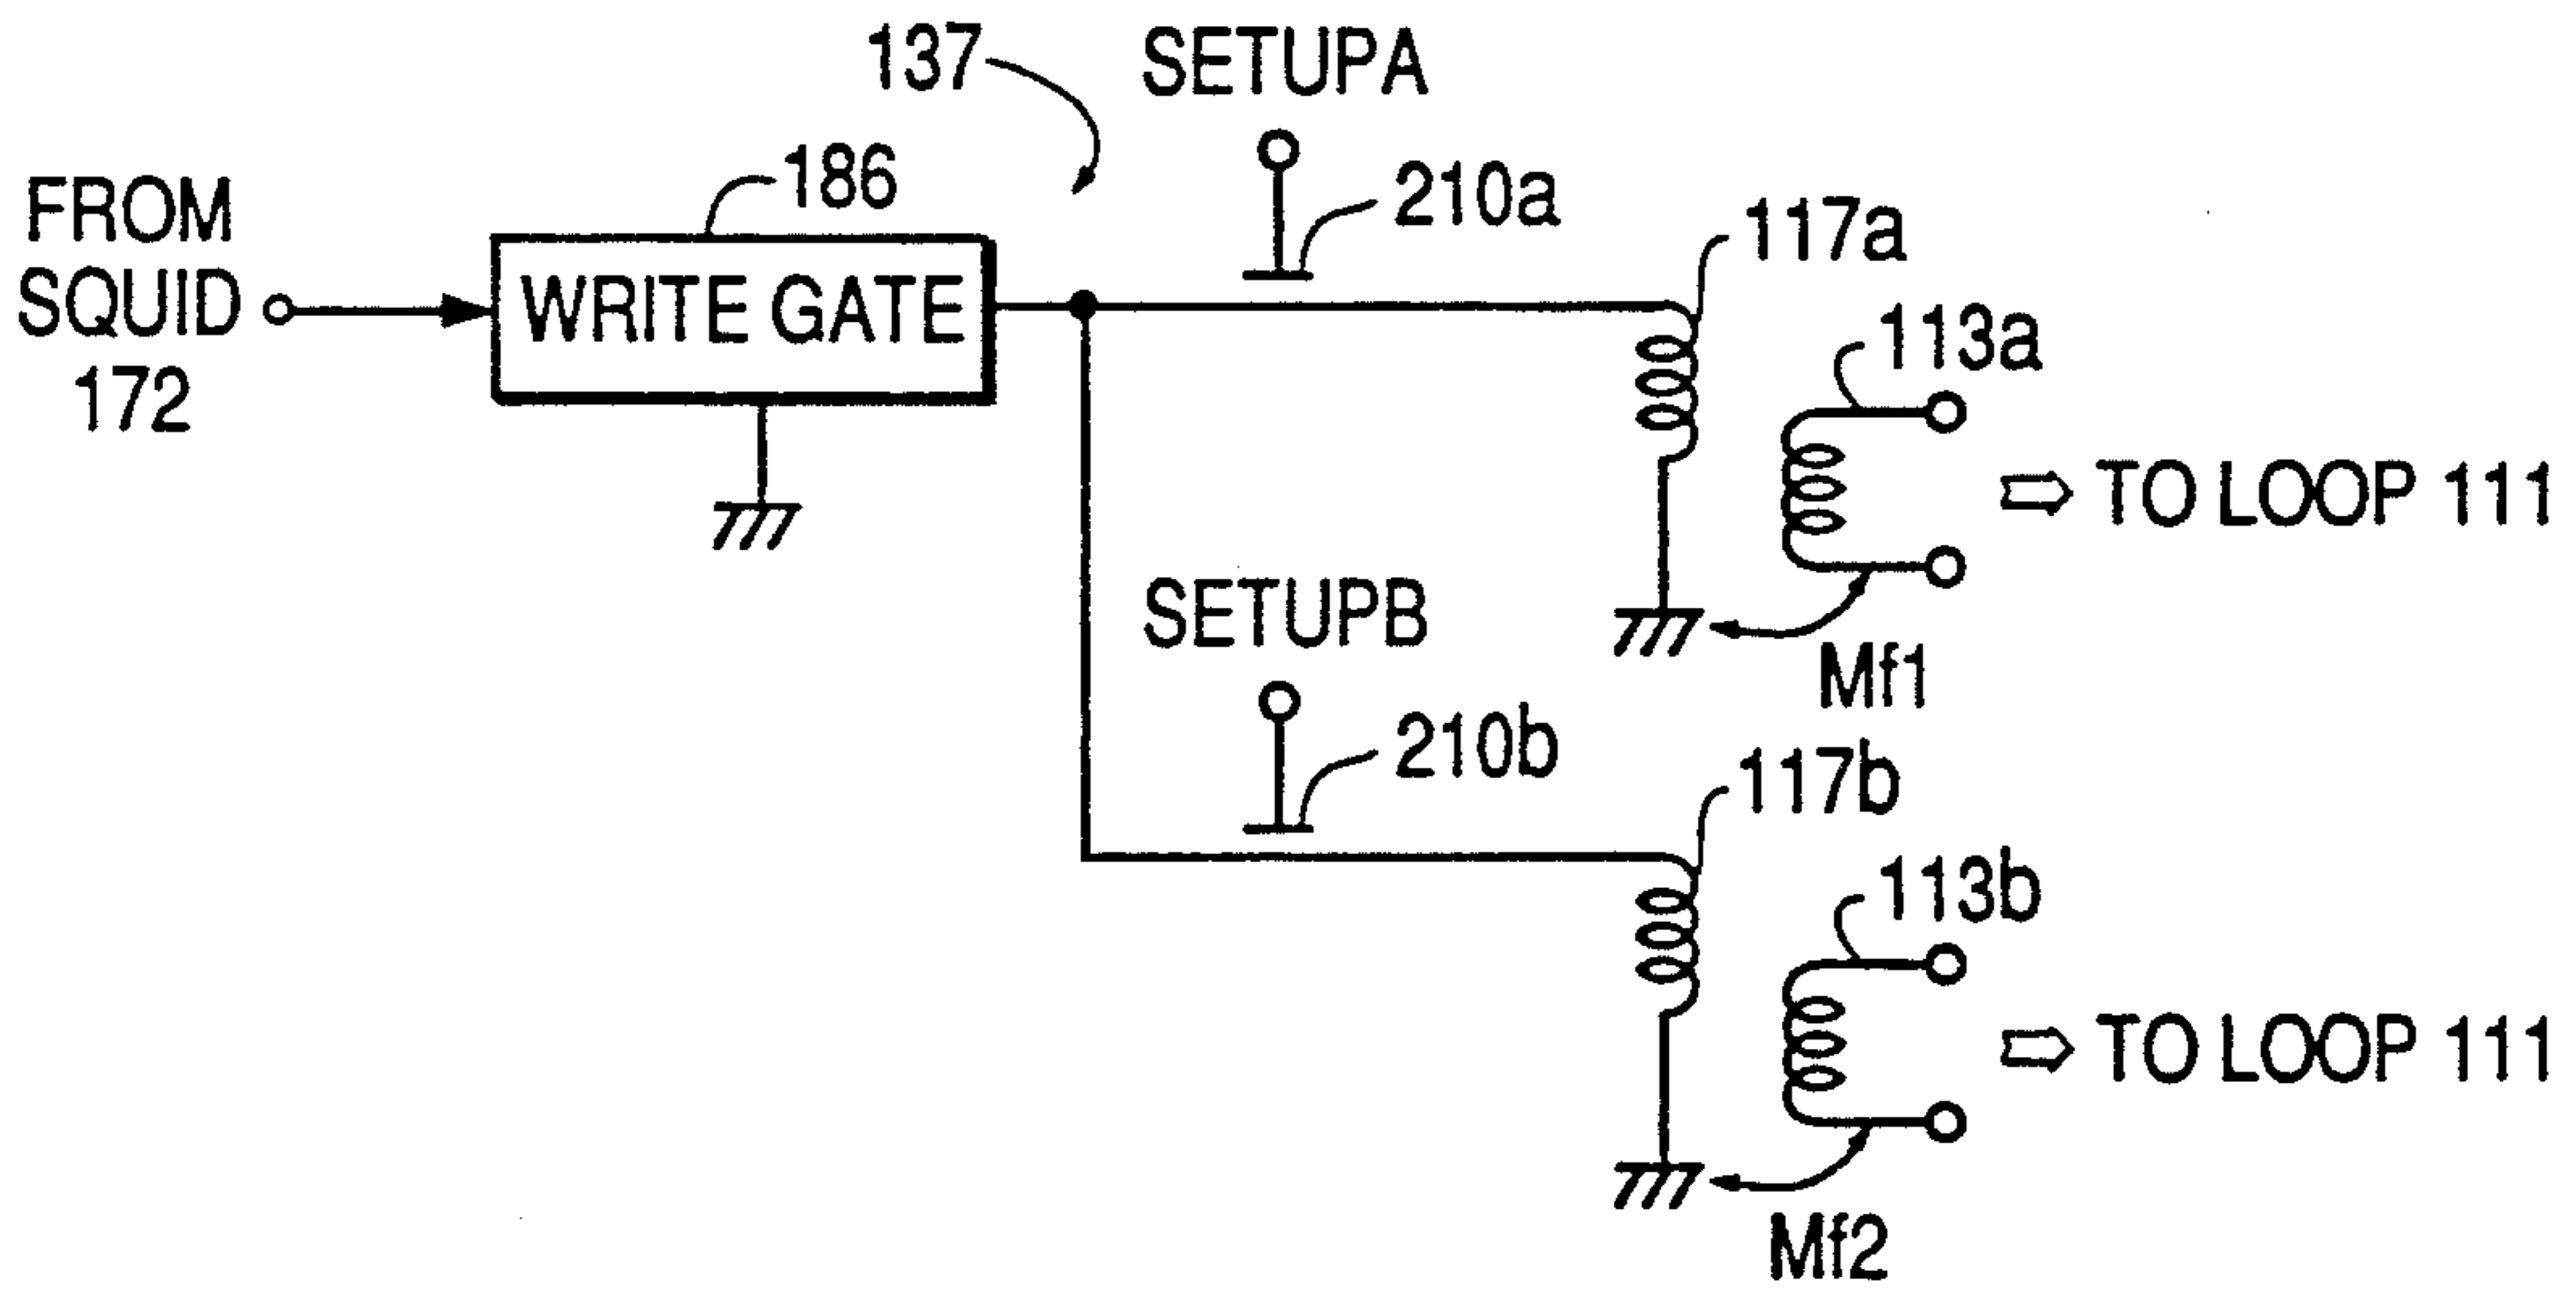 137
SETUPA
186
210a
FROM
SQUID
172
WRITE GATE
117a
113a
TO LOOP 111
Mf1
SETUPB
210b
117b
113b
TO LOOP 111
Mf2